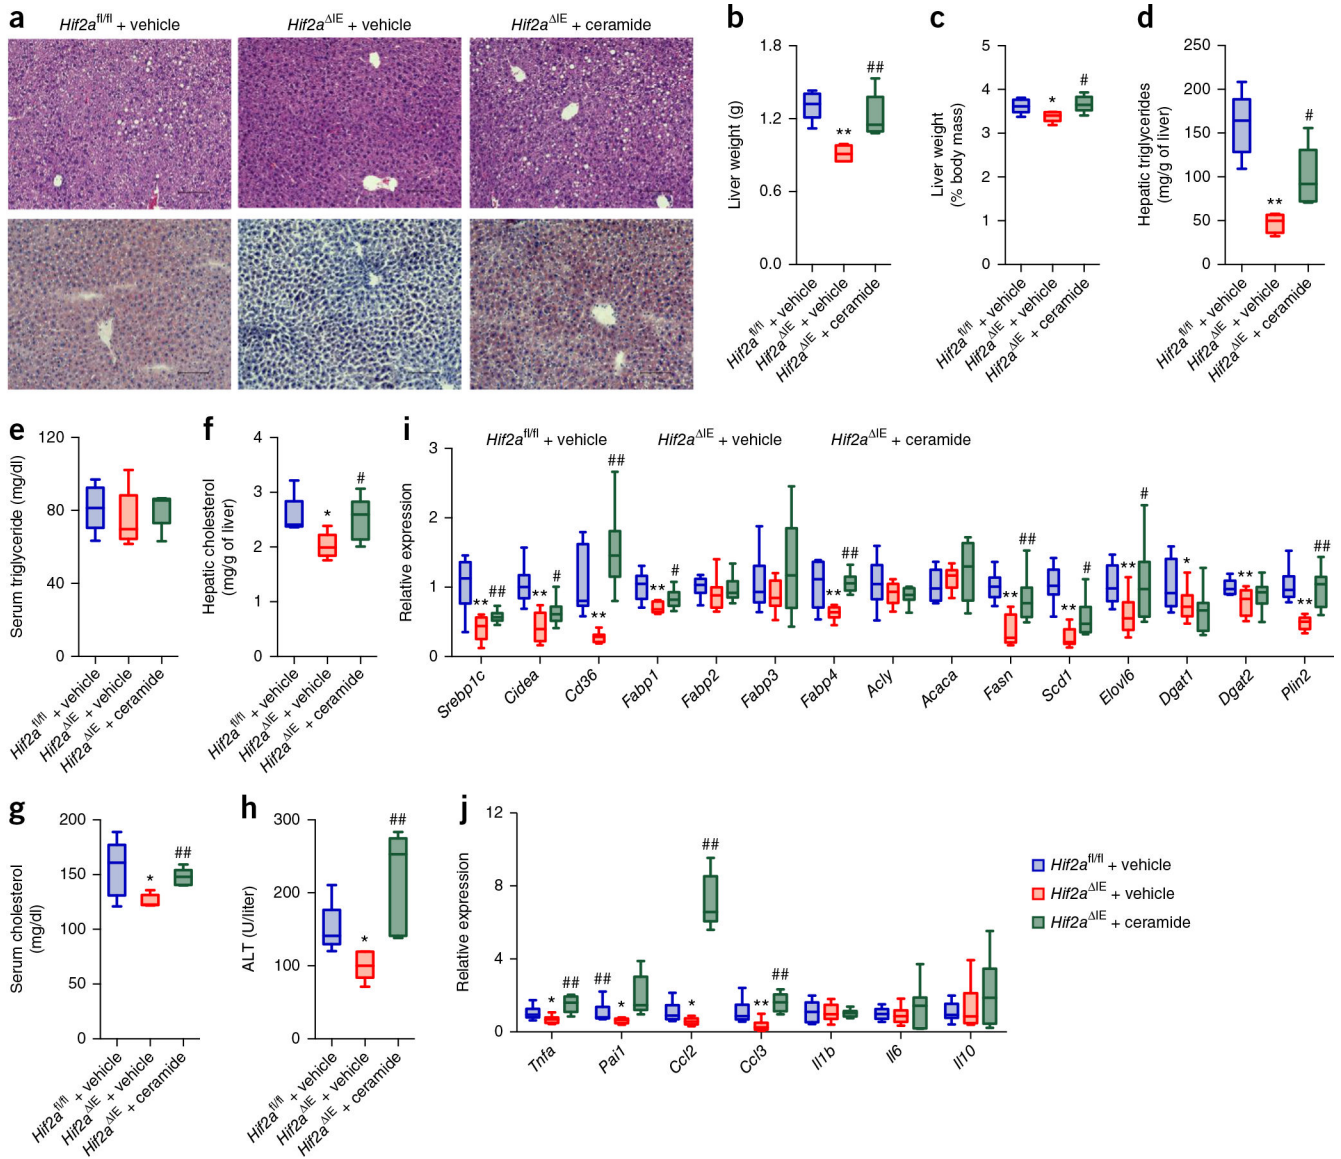 a
Hif2a^fl/fl + vehicle
Hif2a^ΔIE + vehicle
Hif2a^ΔIE + ceramide
b
Liver weight (g)
1.8
1.2
0.6
0.0
**
##
Hif2a^fl/fl + vehicle
Hif2a^ΔIE + vehicle
Hif2a^ΔIE + ceramide
c
Liver weight
(% body mass)
5
4
3
2
1
0
*
#
Hif2a^fl/fl + vehicle
Hif2a^ΔIE + vehicle
Hif2a^ΔIE + ceramide
d
Hepatic triglycerides
(mg/g of liver)
250
200
150
100
50
0
**
#
Hif2a^fl/fl + vehicle
Hif2a^ΔIE + vehicle
Hif2a^ΔIE + ceramide
e
Serum triglyceride (mg/dl)
120
80
40
0
Hif2a^fl/fl + vehicle
Hif2a^ΔIE + vehicle
Hif2a^ΔIE + ceramide
f
Hepatic cholesterol
(mg/g of liver)
4
3
2
1
0
*
#
Hif2a^fl/fl + vehicle
Hif2a^ΔIE + vehicle
Hif2a^ΔIE + ceramide
i
Hif2a^fl/fl + vehicle
Hif2a^ΔIE + vehicle
Hif2a^ΔIE + ceramide
Relative expression
3
2
1
0
** ##
** #
** ##
** #
** ##
** ##
** #
** #
*
**
** ##
Srebp1c
Cidea
Cd36
Fabp1
Fabp2
Fabp3
Fabp4
Acly
Acaca
Fasn
Scd1
Elovl6
Dgat1
Dgat2
Plin2
g
Serum cholesterol
(mg/dl)
200
150
100
50
0
*
##
Hif2a^fl/fl + vehicle
Hif2a^ΔIE + vehicle
Hif2a^ΔIE + ceramide
h
ALT (U/liter)
300
200
100
0
*
##
Hif2a^fl/fl + vehicle
Hif2a^ΔIE + vehicle
Hif2a^ΔIE + ceramide
j
Relative expression
12
8
4
0
* ##
## *
* ##
** ##
Tnfa
Pai1
Ccl2
Ccl3
Il1b
Il6
Il10
Hif2a^fl/fl + vehicle
Hif2a^ΔIE + vehicle
Hif2a^ΔIE + ceramide